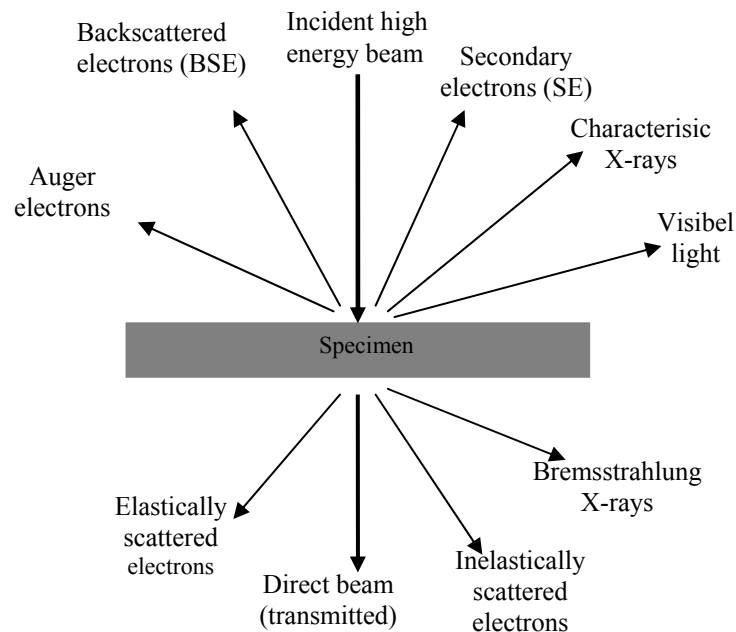 Backscattered
electrons (BSE)
Incident high
energy beam
Secondary
electrons (SE)
Characterisic
X-rays
Auger
electrons
Visibel
light
Specimen
Bremsstrahlung
X-rays
Elastically
scattered
electrons
Direct beam
(transmitted)
Inelastically
scattered
electrons